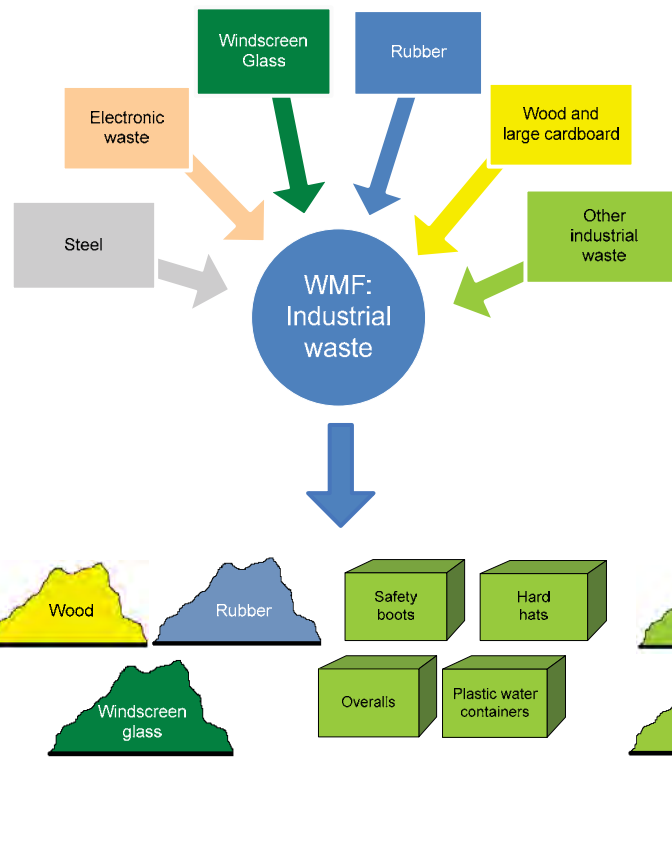 Windscreen
Glass
Rubber
Electronic
waste
Wood and
large cardboard
Steel
Other
industrial
waste
WMF:
Industrial
waste
Wood
Rubber
Safety
boots
Hard
hats
Windscreen
glass
Overalls
Plastic water
containers